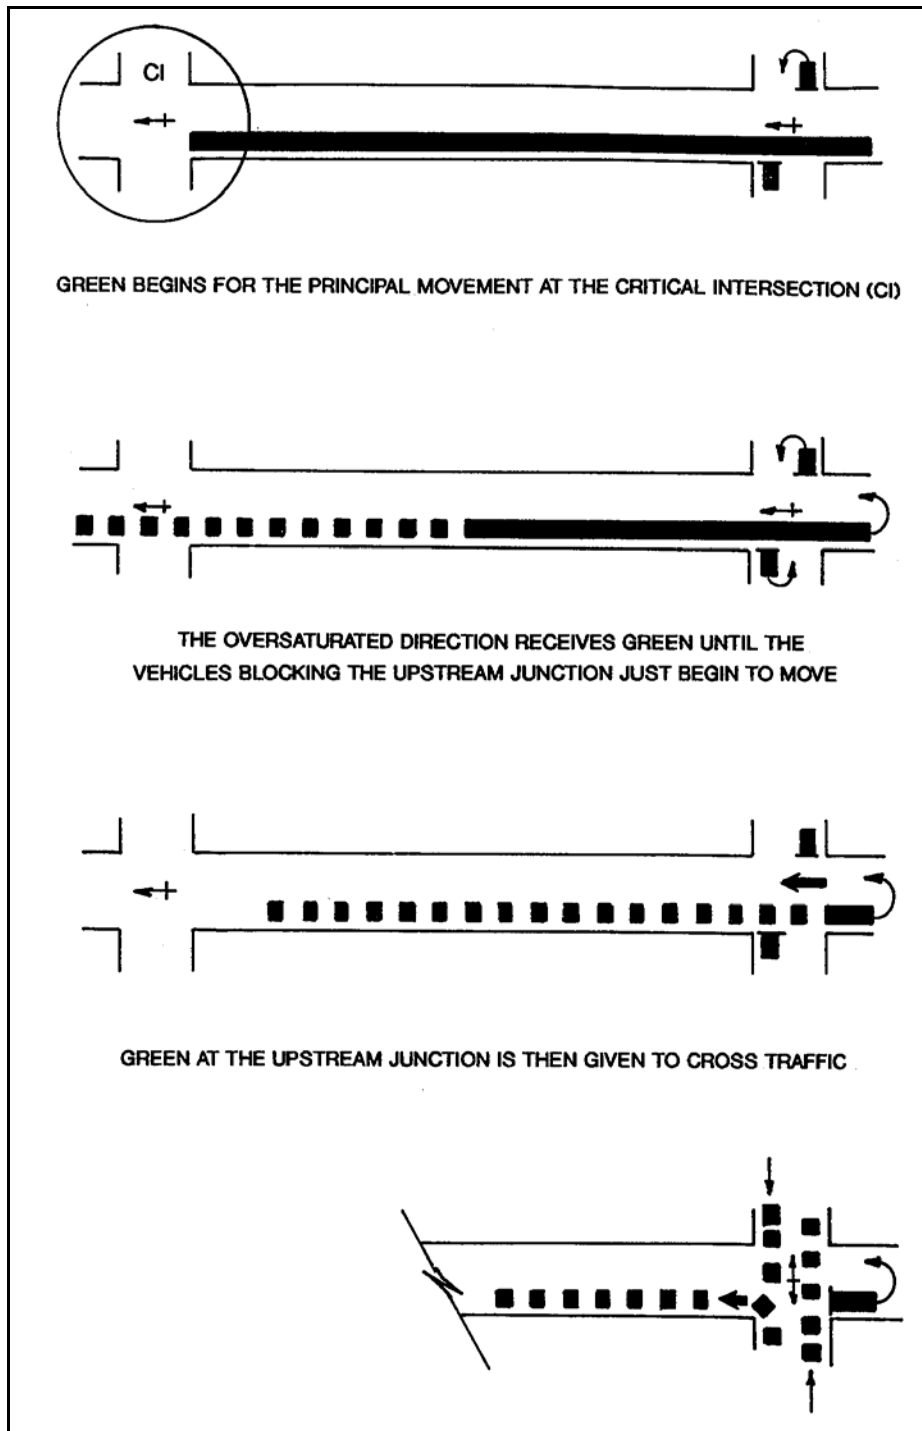 CI
GREEN BEGINS FOR THE PRINCIPAL MOVEMENT AT THE CRITICAL INTERSECTION (CI)
THE OVERSATURATED DIRECTION RECEIVES GREEN UNTIL THE
VEHICLES BLOCKING THE UPSTREAM JUNCTION JUST BEGIN TO MOVE
GREEN AT THE UPSTREAM JUNCTION IS THEN GIVEN TO CROSS TRAFFIC